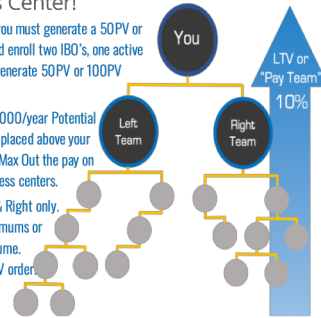 s Center!
you must generate a 50PV or
d enroll two IBO's, one active
generate 50PV or 100PV
000/year Potential
placed above your
Max Out the pay on
ess centers.
& Right only.
mums or
ume.
V order
You
Left
Team
Right
Team
LTV or
"Pay Team"
10%